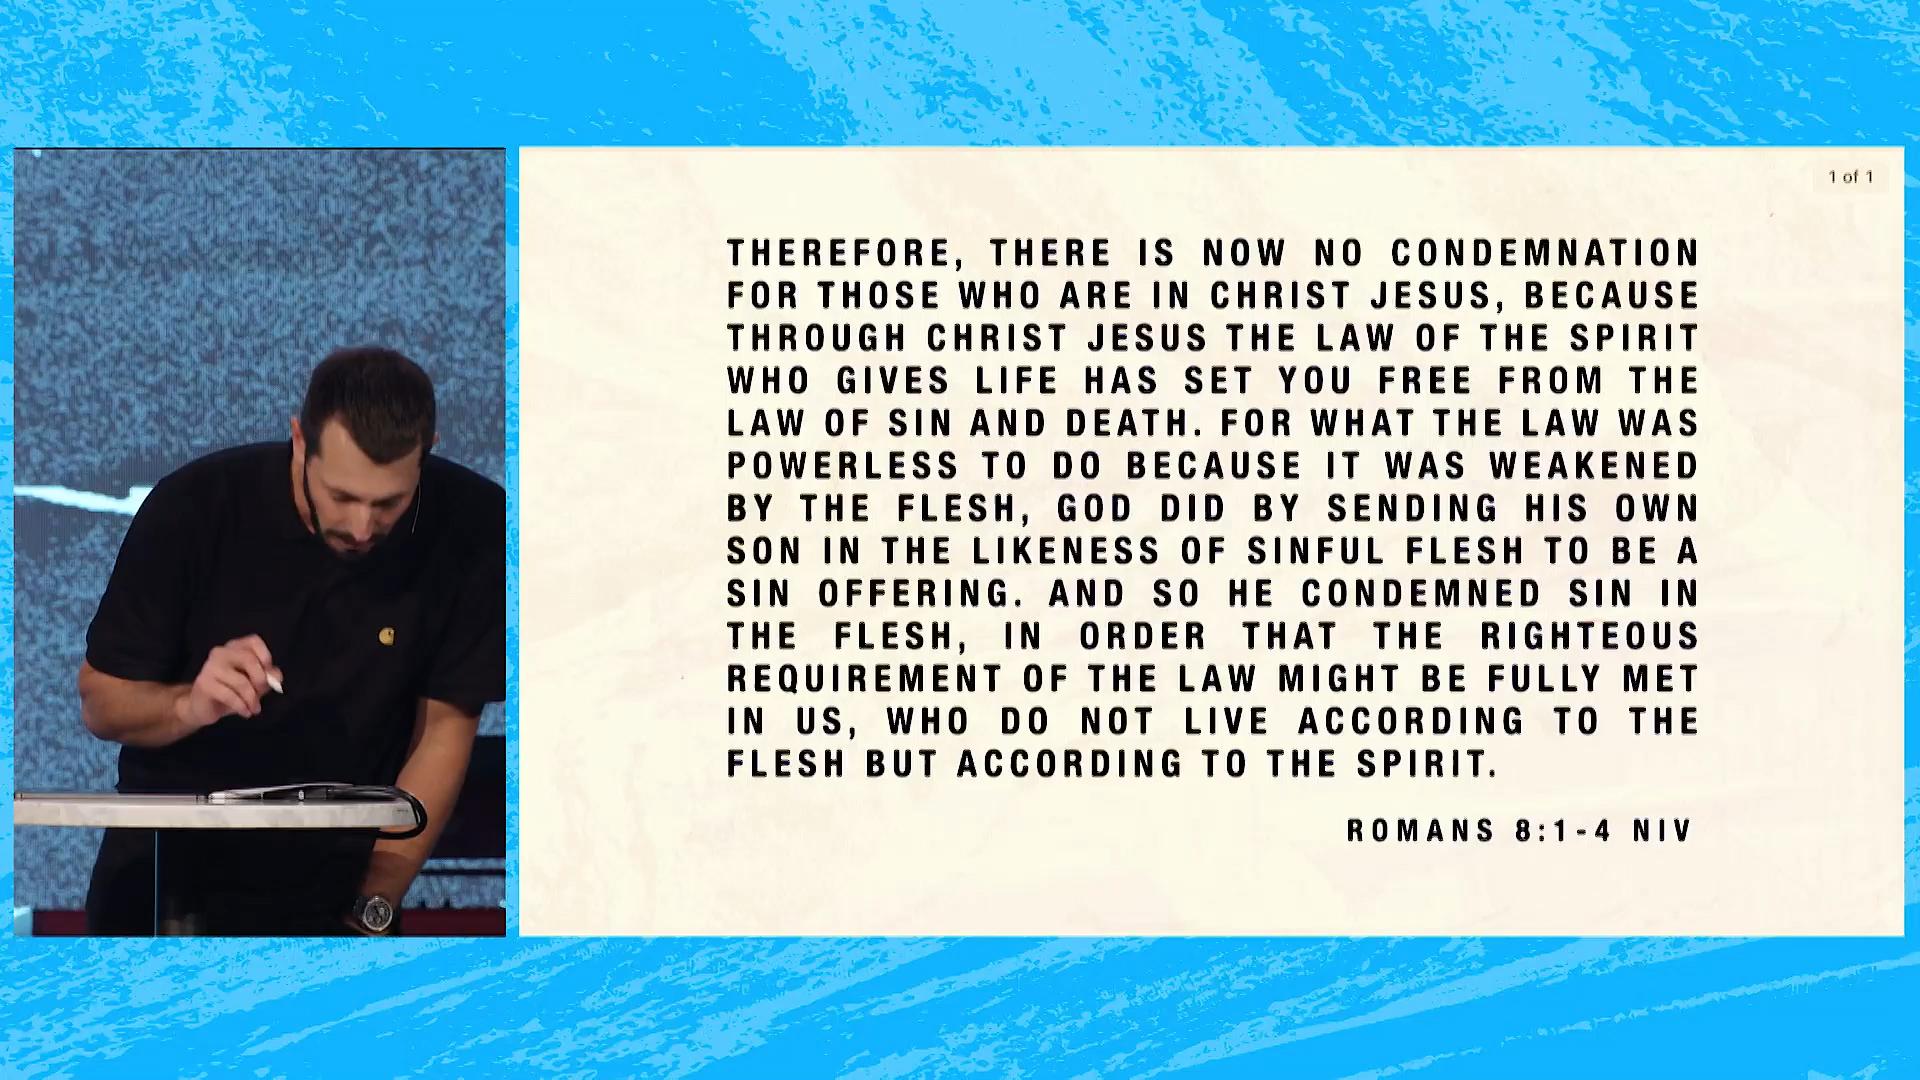 1 of 1
THEREFORE, THERE IS NOW NO CONDEMNATION
FOR THOSE WHO ARE IN CHRIST JESUS, BECAUSE
THROUGH CHRIST JESUS THE LAW OF THE SPIRIT
WHO GIVES LIFE HAS SET YOU FREE FROM THE
LAW OF SIN AND DEATH. FOR WHAT THE LAW WAS
POWERLESS TO DO BECAUSE IT WAS WEAKENED
BY THE FLESH, GOD DID BY SENDING HIS OWN
SON IN THE LIKENESS OF SINFUL FLESH TO BE A
SIN OFFERING. AND SO HE CONDEMNED SIN IN
THE FLESH, IN ORDER THAT THE RIGHTEOUS
REQUIREMENT OF THE LAW MIGHT BE FULLY MET
IN US, WHO DO NOT LIVE ACCORDING TO THE
FLESH BUT ACCORDING TO THE SPIRIT.
ROMANS 8:1-4 NIV